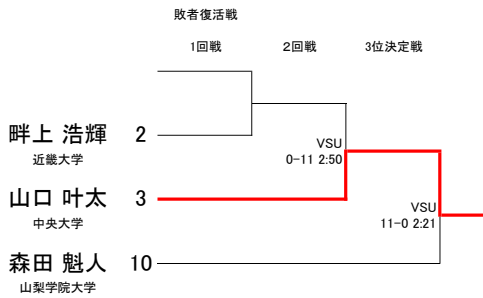 敗者復活戦
1回戦 2回戦 3位決定戦
畔上 浩輝 2
近畿大学
VSU
0-11 2:50
山口 叶太 3
中央大学
VSU
11-0 2:21
森田 魁人 10
山梨学院大学